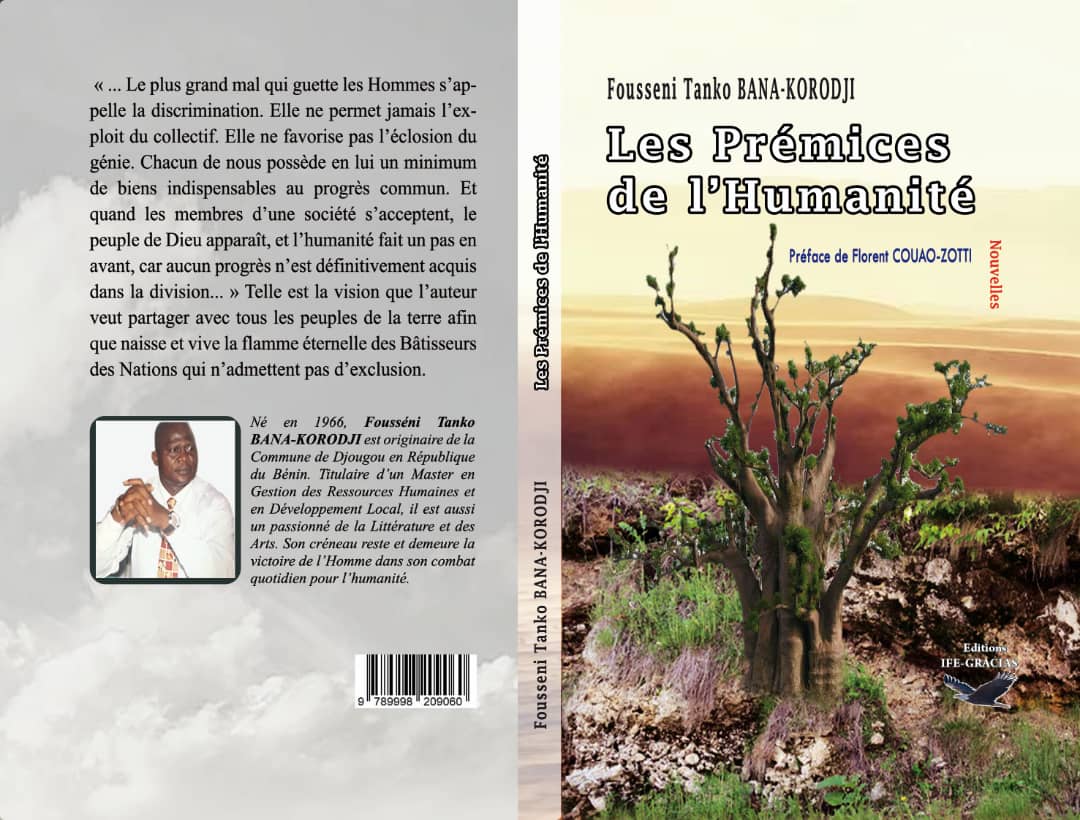 « ... Le plus grand mal qui guette les Hommes s'ap-
pelle la discrimination. Elle ne permet jamais l'ex-
ploit du collectif. Elle ne favorise pas l'éclosion du
génie. Chacun de nous possède en lui un minimum
de biens indispensables au progrès commun. Et
quand les membres d'une société s'acceptent, le
peuple de Dieu apparaît, et l'humanité fait un pas en
avant, car aucun progrès n'est définitivement acquis
dans la division... » Telle est la vision que l'auteur
veut partager avec tous les peuples de la terre afin
que naisse et vive la flamme éternelle des Bâtisseurs
des Nations qui n'admettent pas d'exclusion.
Né en 1966, Fousséni Tanko
BANA-KORODJI est originaire de la
Commune de Djougou en République
du Bénin. Titulaire d'un Master en
Gestion des Ressources Humaines et
en Développement Local, il est aussi
un passionné de la Littérature et des
Arts. Son créneau reste et demeure la
victoire de l'Homme dans son combat
quotidien pour l'humanité.
9 789998 209060
Fousseni Tanko BANA-KORODJI Les Prémices de l'Humanité
Fousseni Tanko BANA-KORODJI
Les Prémices
de l'Humanité
Préface de Florent COUAO-ZOTTI
Nouvelles
Editions
IFE-GRACIAS